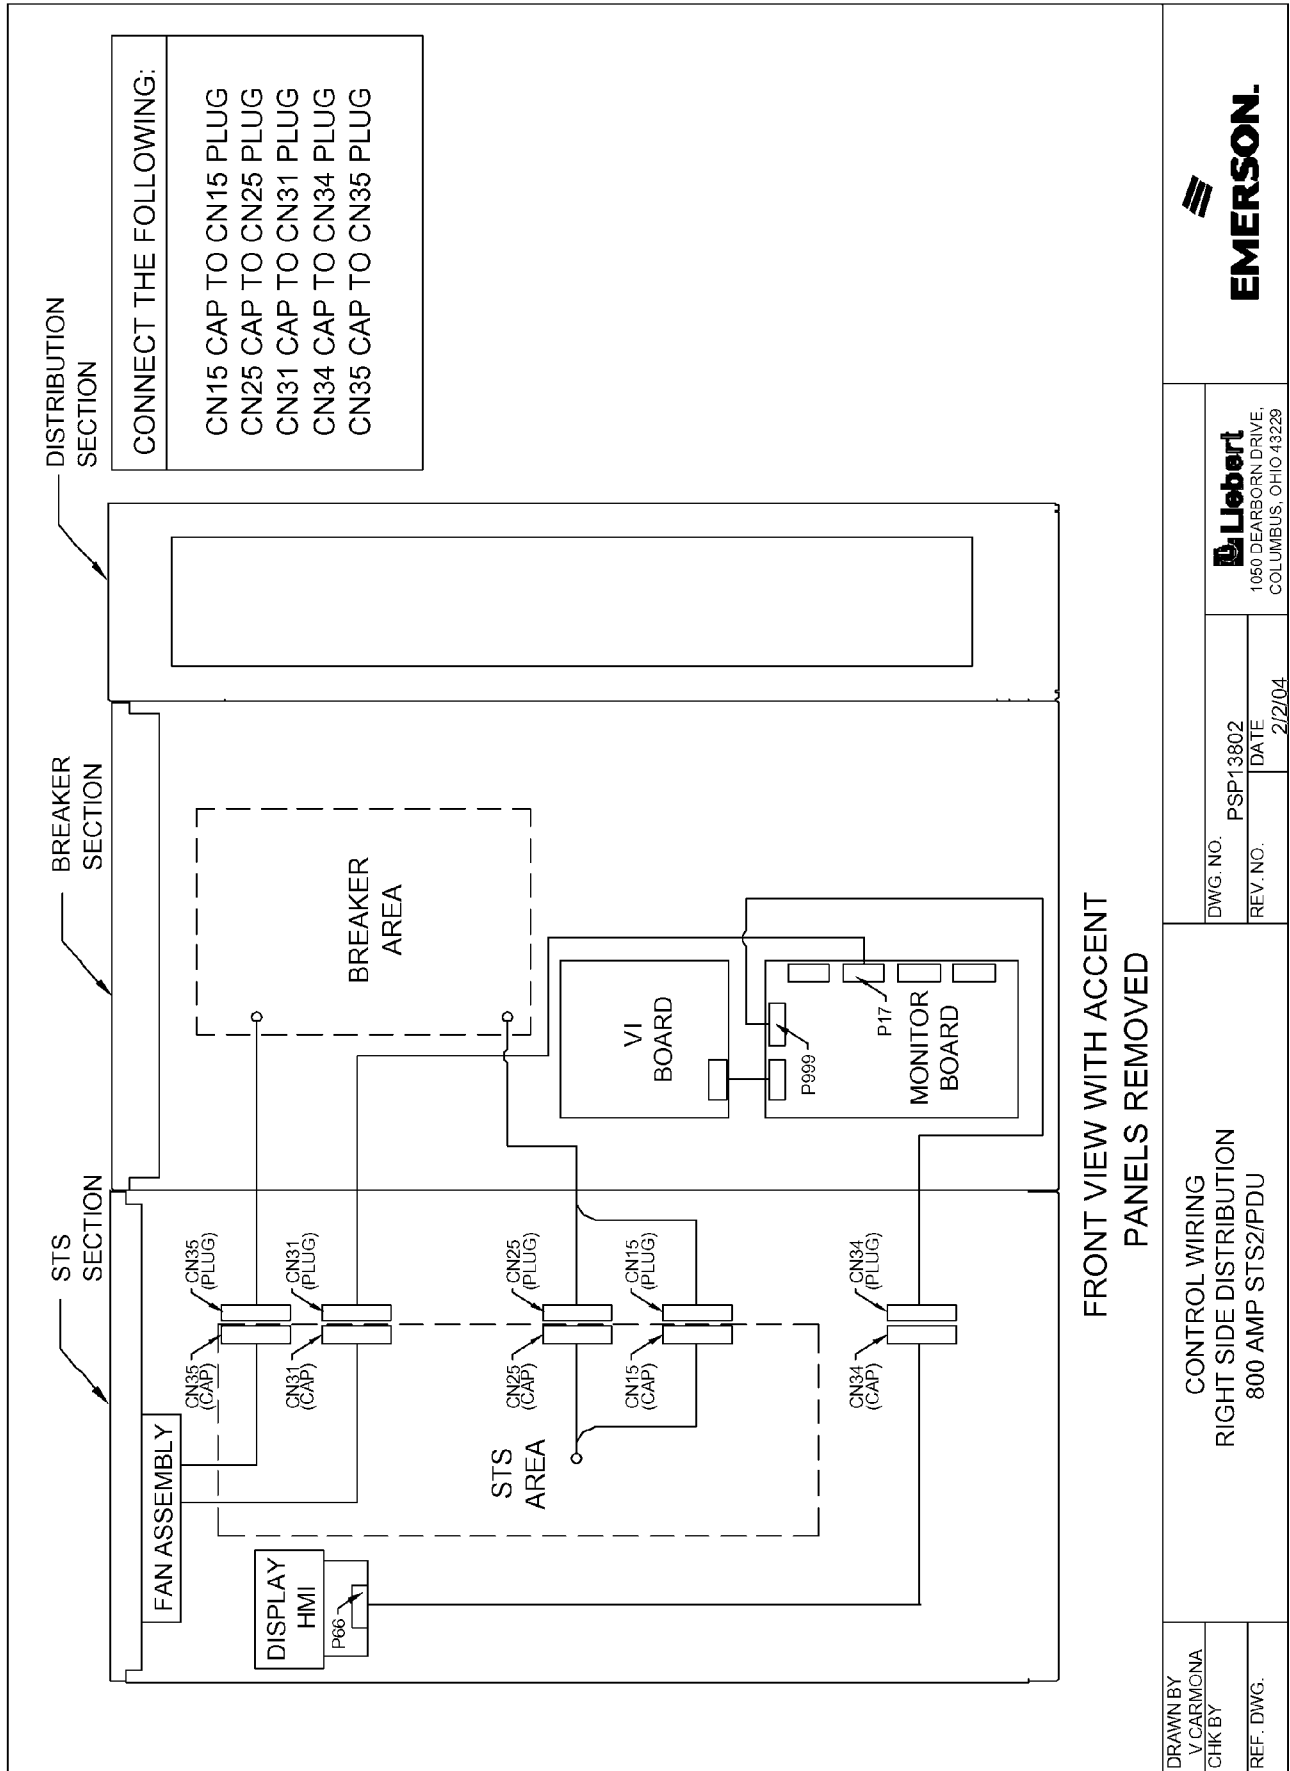 STS
SECTION
BREAKER
SECTION
DISTRIBUTION
SECTION
CONNECT THE FOLLOWING:
CN15 CAP TO CN15 PLUG
CN25 CAP TO CN25 PLUG
CN31 CAP TO CN31 PLUG
CN34 CAP TO CN34 PLUG
CN35 CAP TO CN35 PLUG
FAN ASSEMBLY
DISPLAY
HMI
P66
STS
AREA
CN35
(CAP)
CN35
(PLUG)
CN31
(CAP)
CN31
(PLUG)
CN25
(CAP)
CN25
(PLUG)
CN15
(CAP)
CN15
(PLUG)
CN34
(CAP)
CN34
(PLUG)
BREAKER
AREA
VI
BOARD
P999
P17
MONITOR
BOARD
FRONT VIEW WITH ACCENT
PANELS REMOVED
DRAWN BY
V CARMONA
CHK BY
REF. DWG.
CONTROL WIRING
RIGHT SIDE DISTRIBUTION
800 AMP STS2/PDU
DWG. NO.
PSP13802
REV. NO.
DATE
2/2/04
Liebert
1050 DEARBORN DRIVE,
COLUMBUS, OHIO 43229
EMERSON.